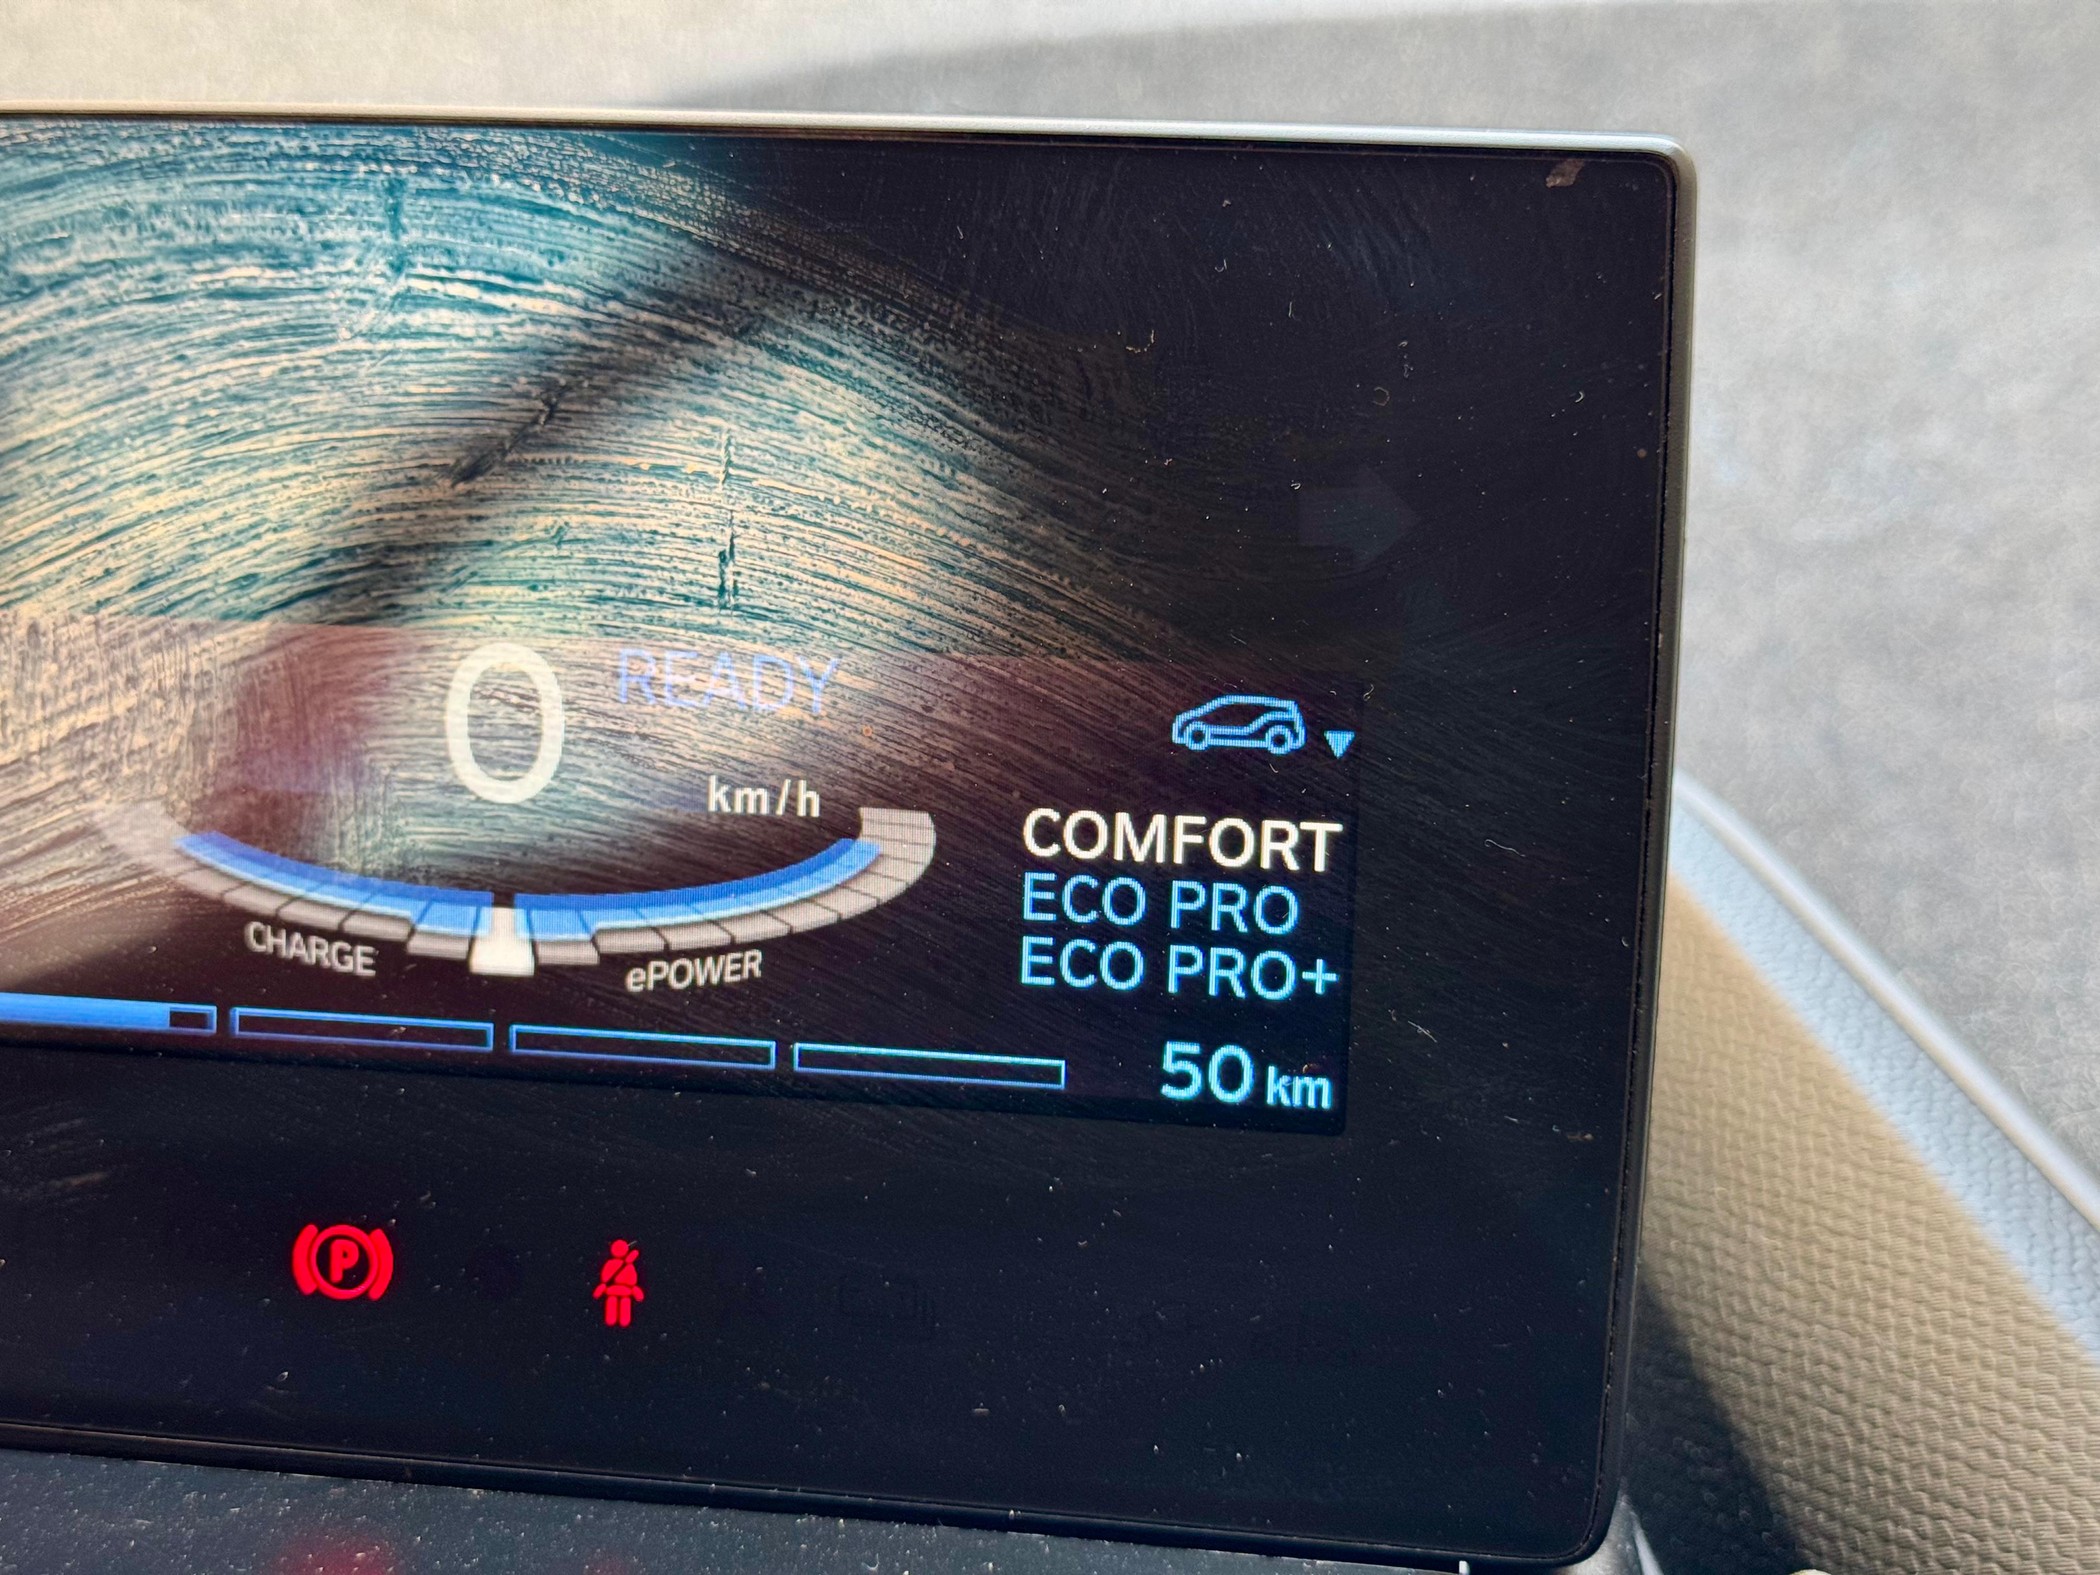 0 READY
km/h
COMFORT
ECO PRO
ECO PRO+
CHARGE
ePOWER
50 km
P